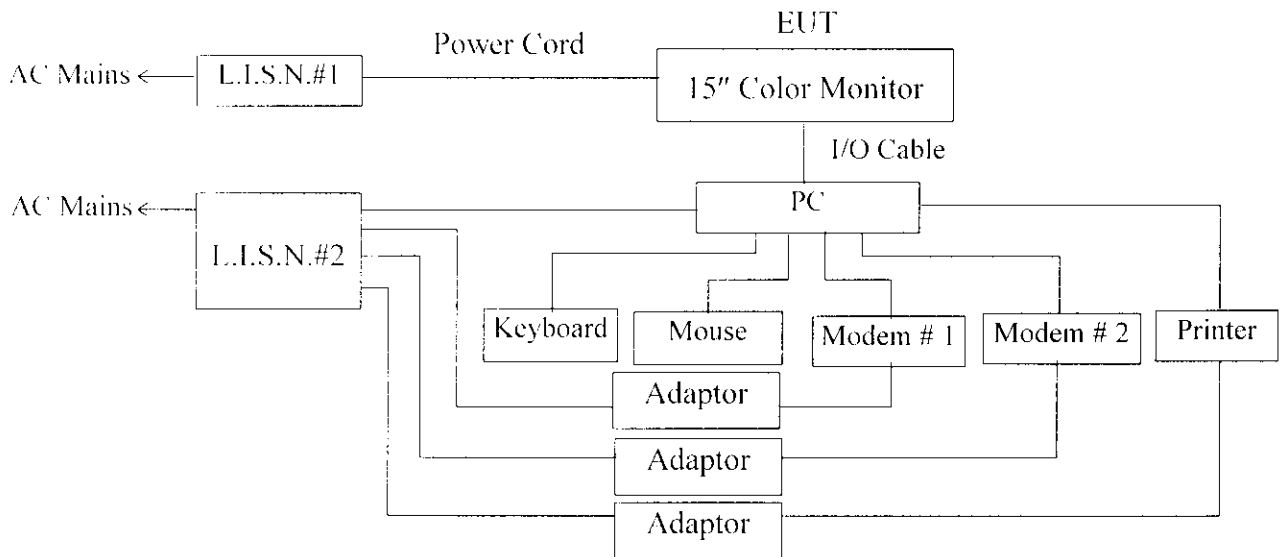 EUT
Power Cord
AC Mains
L.I.S.N.#1
15" Color Monitor
I/O Cable
AC Mains
PC
L.I.S.N.#2
Keyboard
Mouse
Modem # 1
Modem # 2
Printer
Adaptor
Adaptor
Adaptor